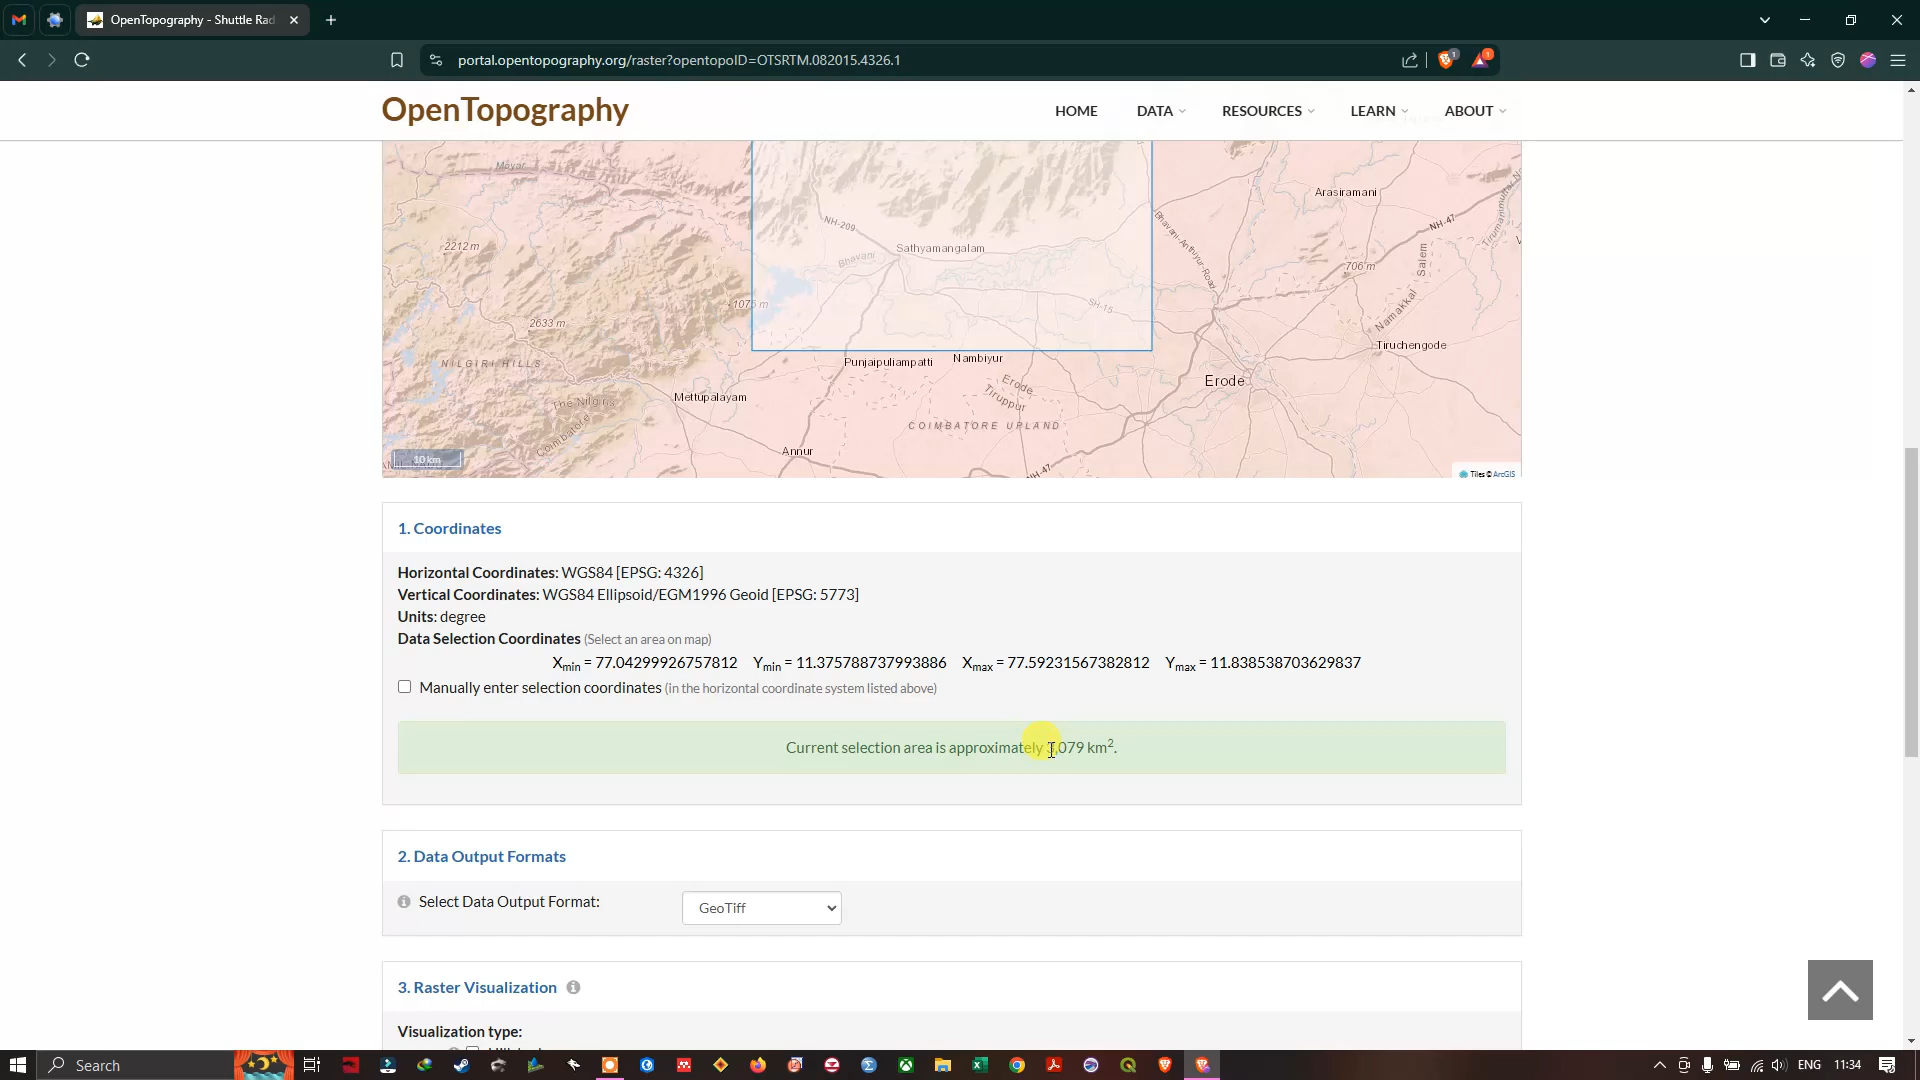 OpenTopography - Shuttle Rad
portal.opentopography.org/raster?opentopoID=OTSRTM.082015.4326.1
1
1
OpenTopography
HOME
DATA
RESOURCES
LEARN
ABOUT
Moyar
Arasiramani
NH-209
NH-47
Sathyamangalam
2212 m
Bhavani
Bhavani-Anthiyur-Road
Salem
706 m
1075 m
SH-15
Namakkal
2633 m
NILGIRI HILLS
Punjaipuliampatti
Nambiyur
Tiruchengode
Erode
Erode
Tiruppur
The Nilgiris
Coimbatore
Mettupalayam
COIMBATORE UPLAND
Annur
NH-47
10 km
Tiles © ArcGIS
1. Coordinates
Horizontal Coordinates: WGS84 [EPSG: 4326]
Vertical Coordinates: WGS84 Ellipsoid/EGM1996 Geoid [EPSG: 5773]
Units: degree
Data Selection Coordinates (Select an area on map)
Xmin = 77.04299926757812 Ymin = 11.375788737993886 Xmax = 77.59231567382812 Ymax = 11.838538703629837
Manually enter selection coordinates (in the horizontal coordinate system listed above)
Current selection area is approximately 3,079 km².
2. Data Output Formats
Select Data Output Format:
GeoTiff
3. Raster Visualization
Visualization type:
Search
ENG
11:34